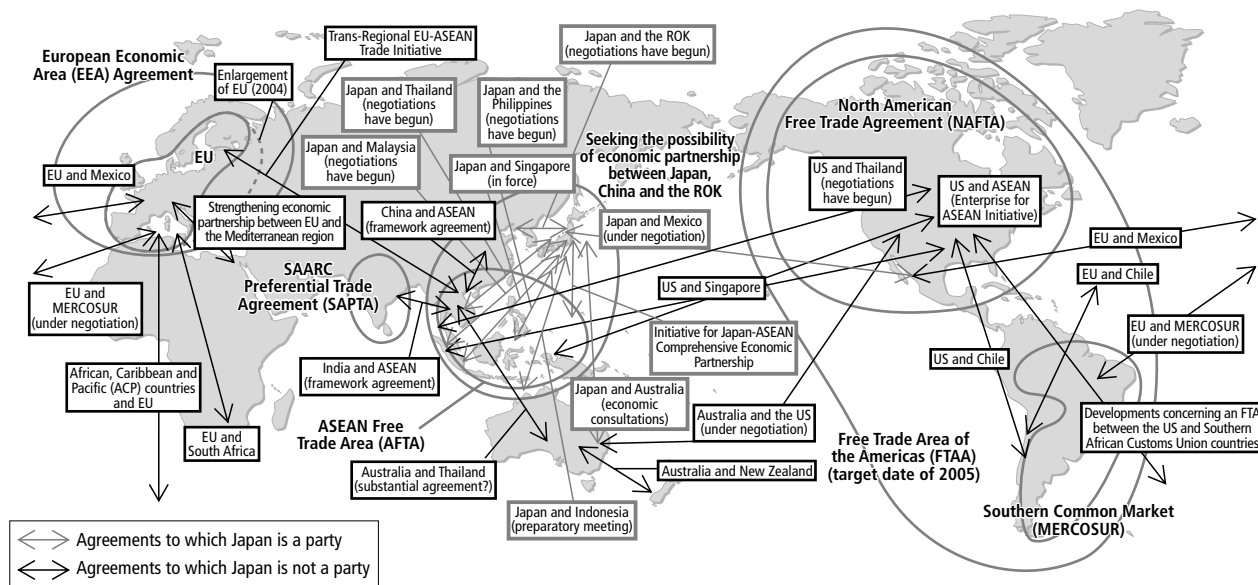 European Economic
Area (EEA) Agreement
Trans-Regional EU-ASEAN
Trade Initiative
Enlargement
of EU (2004)
Japan and Thailand
(negotiations
have begun)
Japan and the
Philippines
(negotiations
have begun)
Japan and the ROK
(negotiations have begun)
Japan and Malaysia
(negotiations
have begun)
Japan and Singapore
(in force)
Seeking the possibility
of economic partnership
between Japan,
China and the ROK
North American
Free Trade Agreement (NAFTA)
US and Thailand
(negotiations
have begun)
US and ASEAN
(Enterprise for
ASEAN Initiative)
EU
EU and Mexico
Strengthening economic
partnership between EU and
the Mediterranean region
China and ASEAN
(framework agreement)
Japan and Mexico
(under negotiation)
EU and Mexico
SAARC
Preferential Trade
Agreement (SAPTA)
US and Singapore
EU and Chile
EU and
MERCOSUR
(under negotiation)
EU and MERCOSUR
(under negotiation)
Initiative for Japan-ASEAN
Comprehensive Economic
Partnership
India and ASEAN
(framework agreement)
US and Chile
African, Caribbean and
Pacific (ACP) countries
and EU
Japan and Australia
(economic
consultations)
Australia and the US
(under negotiation)
Developments concerning an FTA
between the US and Southern
African Customs Union countries
EU and
South Africa
ASEAN Free
Trade Area (AFTA)
Free Trade Area of
the Americas (FTAA)
(target date of 2005)
Australia and Thailand
(substantial agreement?)
Australia and New Zealand
Japan and Indonesia
(preparatory meeting)
Southern Common Market
(MERCOSUR)
Agreements to which Japan is a party
Agreements to which Japan is not a party